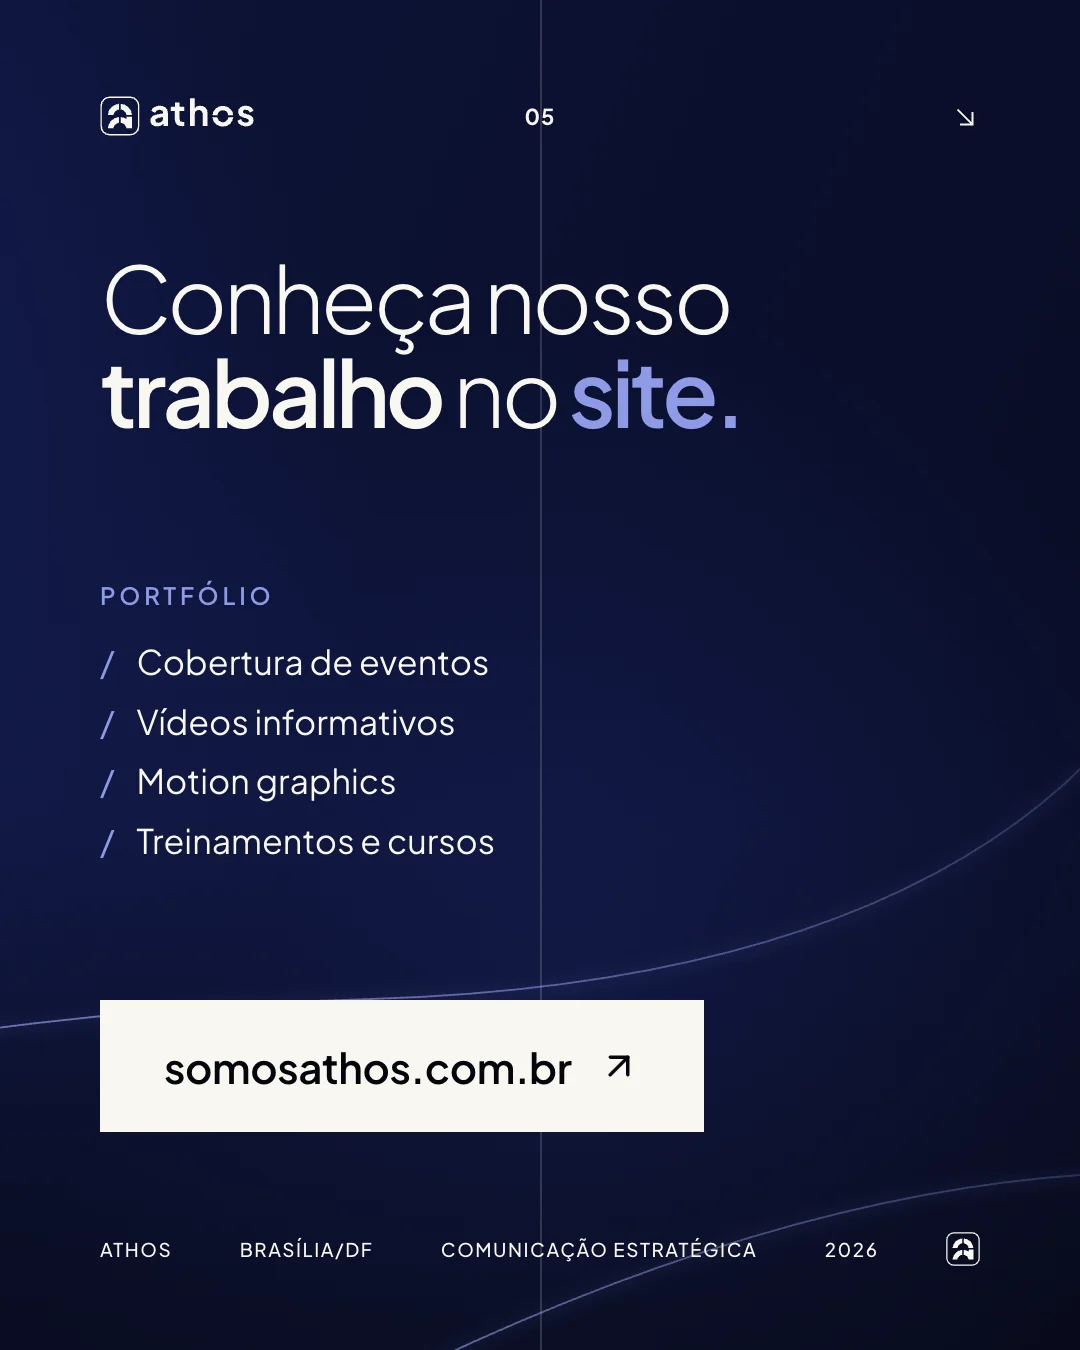 athos
05
Conheça nosso
trabalho no site.
PORTFÓLIO
/ Cobertura de eventos
/ Vídeos informativos
/ Motion graphics
/ Treinamentos e cursos
somosathos.com.br
ATHOS BRASÍLIA/DF COMUNICAÇÃO ESTRATÉGICA 2026